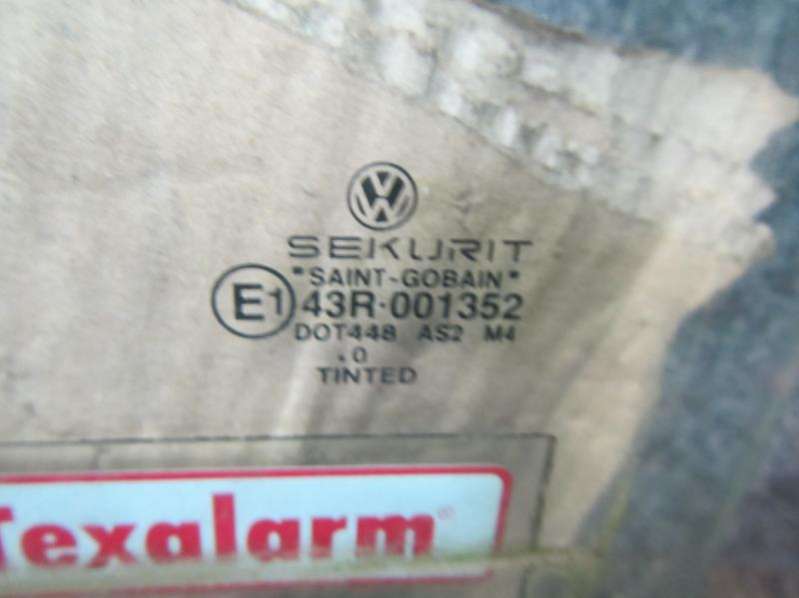 SEKURIT
"SAINT-GOBAIN"
E1 43R-001352
DOT448 AS2 M4
.0
TINTED
Texalarm